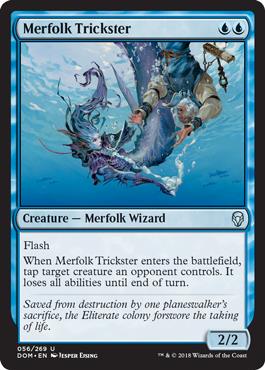 Merfolk Trickster
Creature — Merfolk Wizard
Flash
When Merfolk Trickster enters the battlefield,
tap target creature an opponent controls. It
loses all abilities until end of turn.
Saved from destruction by one planeswalker's
sacrifice, the Eliterate colony forswore the taking
of life.
2/2
056/269 U
DOM • EN Jesper Ejsing
™ & © 2018 Wizards of the Coast